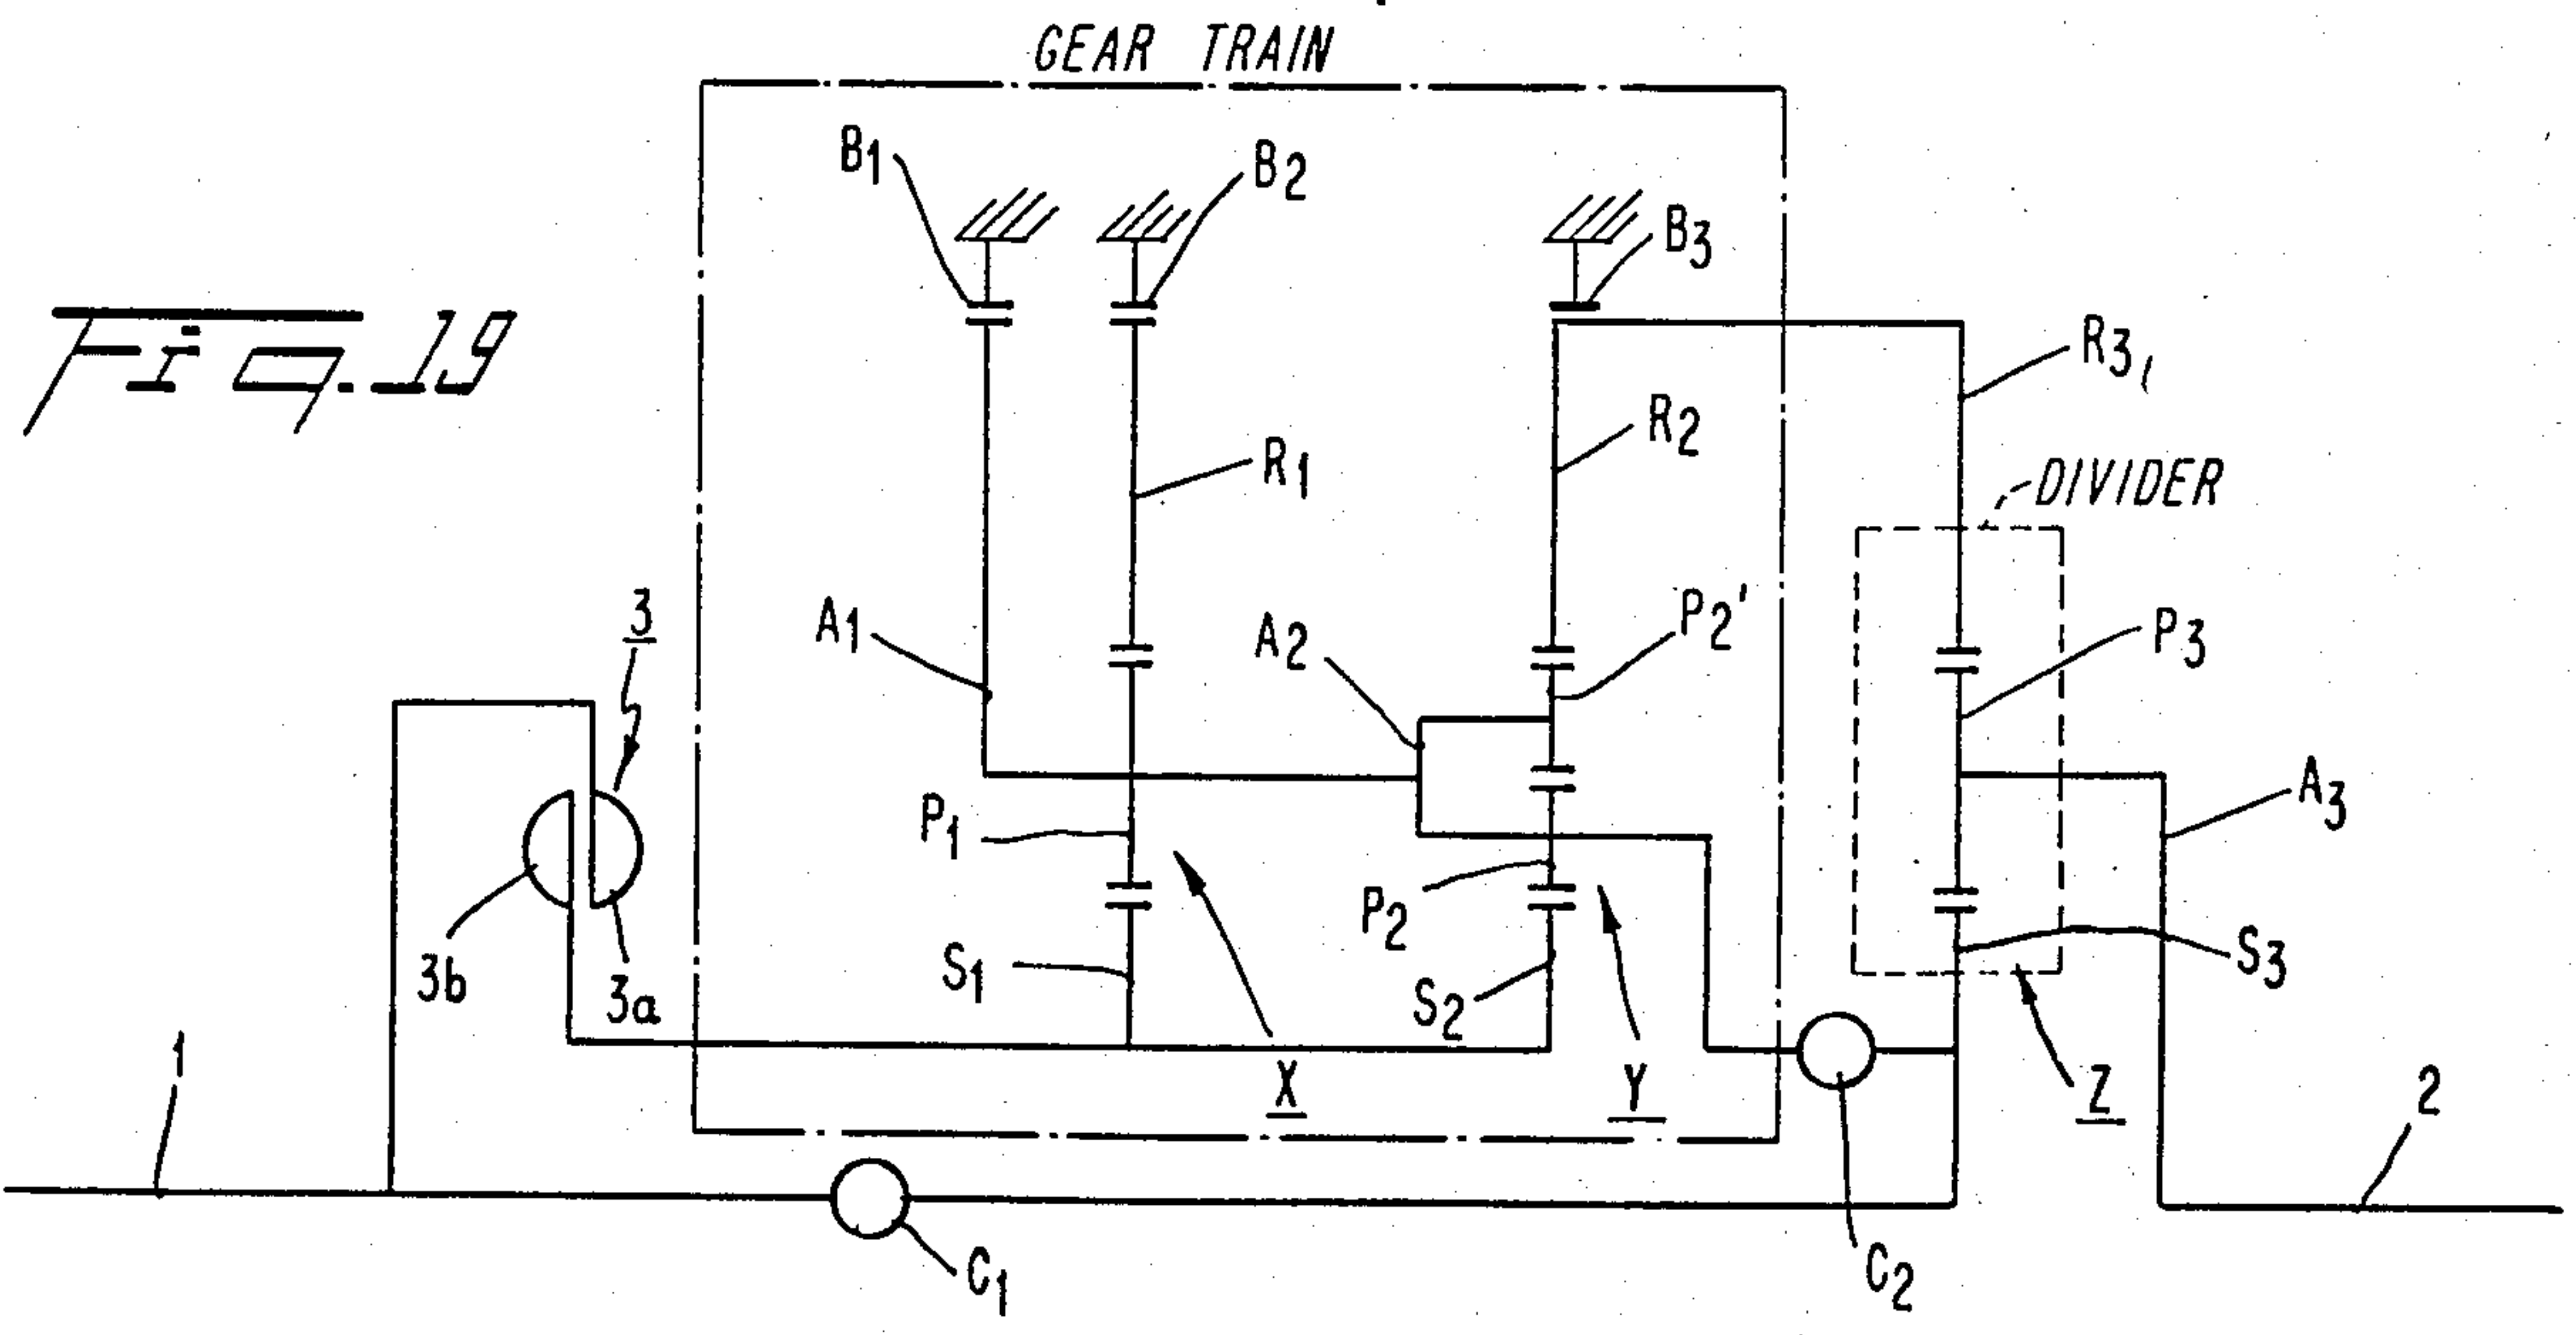 GEAR TRAIN
B1
B2
B3
Fig. 19
R3
R1
R2
DIVIDER
A1
3
A2
P2'
P3
P1
A3
P2
3b
3a
S1
S2
S3
1
X
Y
Z
2
C1
C2